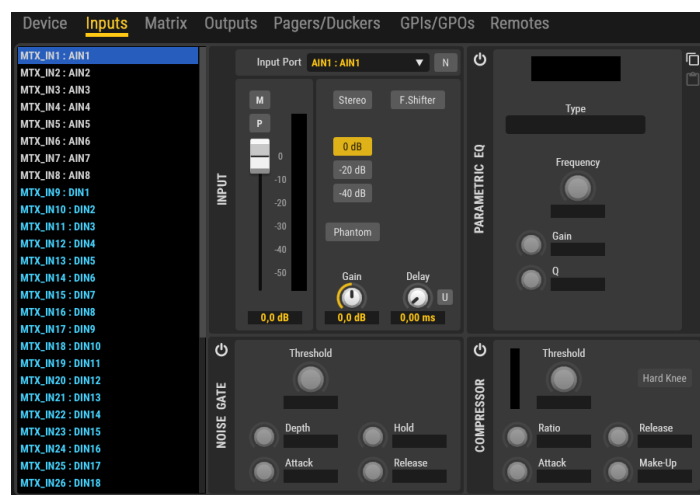 Device Inputs Matrix Outputs Pagers/Duckers GPIs/GPOs Remotes
MTX_IN1 : AIN1
MTX_IN2 : AIN2
MTX_IN3 : AIN3
MTX_IN4 : AIN4
MTX_IN5 : AIN5
MTX_IN6 : AIN6
MTX_IN7 : AIN7
MTX_IN8 : AIN8
MTX_IN9 : DIN1
MTX_IN10 : DIN2
MTX_IN11 : DIN3
MTX_IN12 : DIN4
MTX_IN13 : DIN5
MTX_IN14 : DIN6
MTX_IN15 : DIN7
MTX_IN16 : DIN8
MTX_IN17 : DIN9
MTX_IN18 : DIN10
MTX_IN19 : DIN11
MTX_IN20 : DIN12
MTX_IN21 : DIN13
MTX_IN22 : DIN14
MTX_IN23 : DIN15
MTX_IN24 : DIN16
MTX_IN25 : DIN17
MTX_IN26 : DIN18
INPUT
Input Port AIN1 : AIN1 N
M
P
0
-10
-20
-30
-40
-50
0,0 dB
Stereo F.Shifter
0 dB
-20 dB
-40 dB
Phantom
Gain Delay
U
0,0 dB 0,00 ms
PARAMETRIC EQ
Type
Frequency
Gain
Q
NOISE GATE
Threshold
Depth Hold
Attack Release
COMPRESSOR
Threshold
Hard Knee
Ratio Release
Attack Make-Up